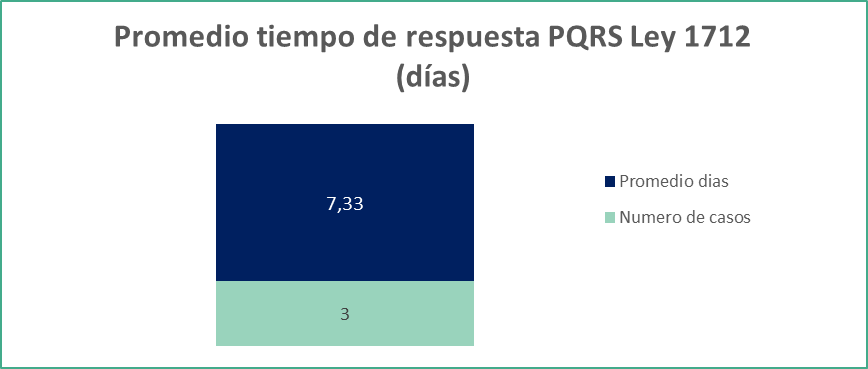 Promedio tiempo de respuesta PQRS Ley 1712
(días)
7,33
3
Promedio dias
Numero de casos